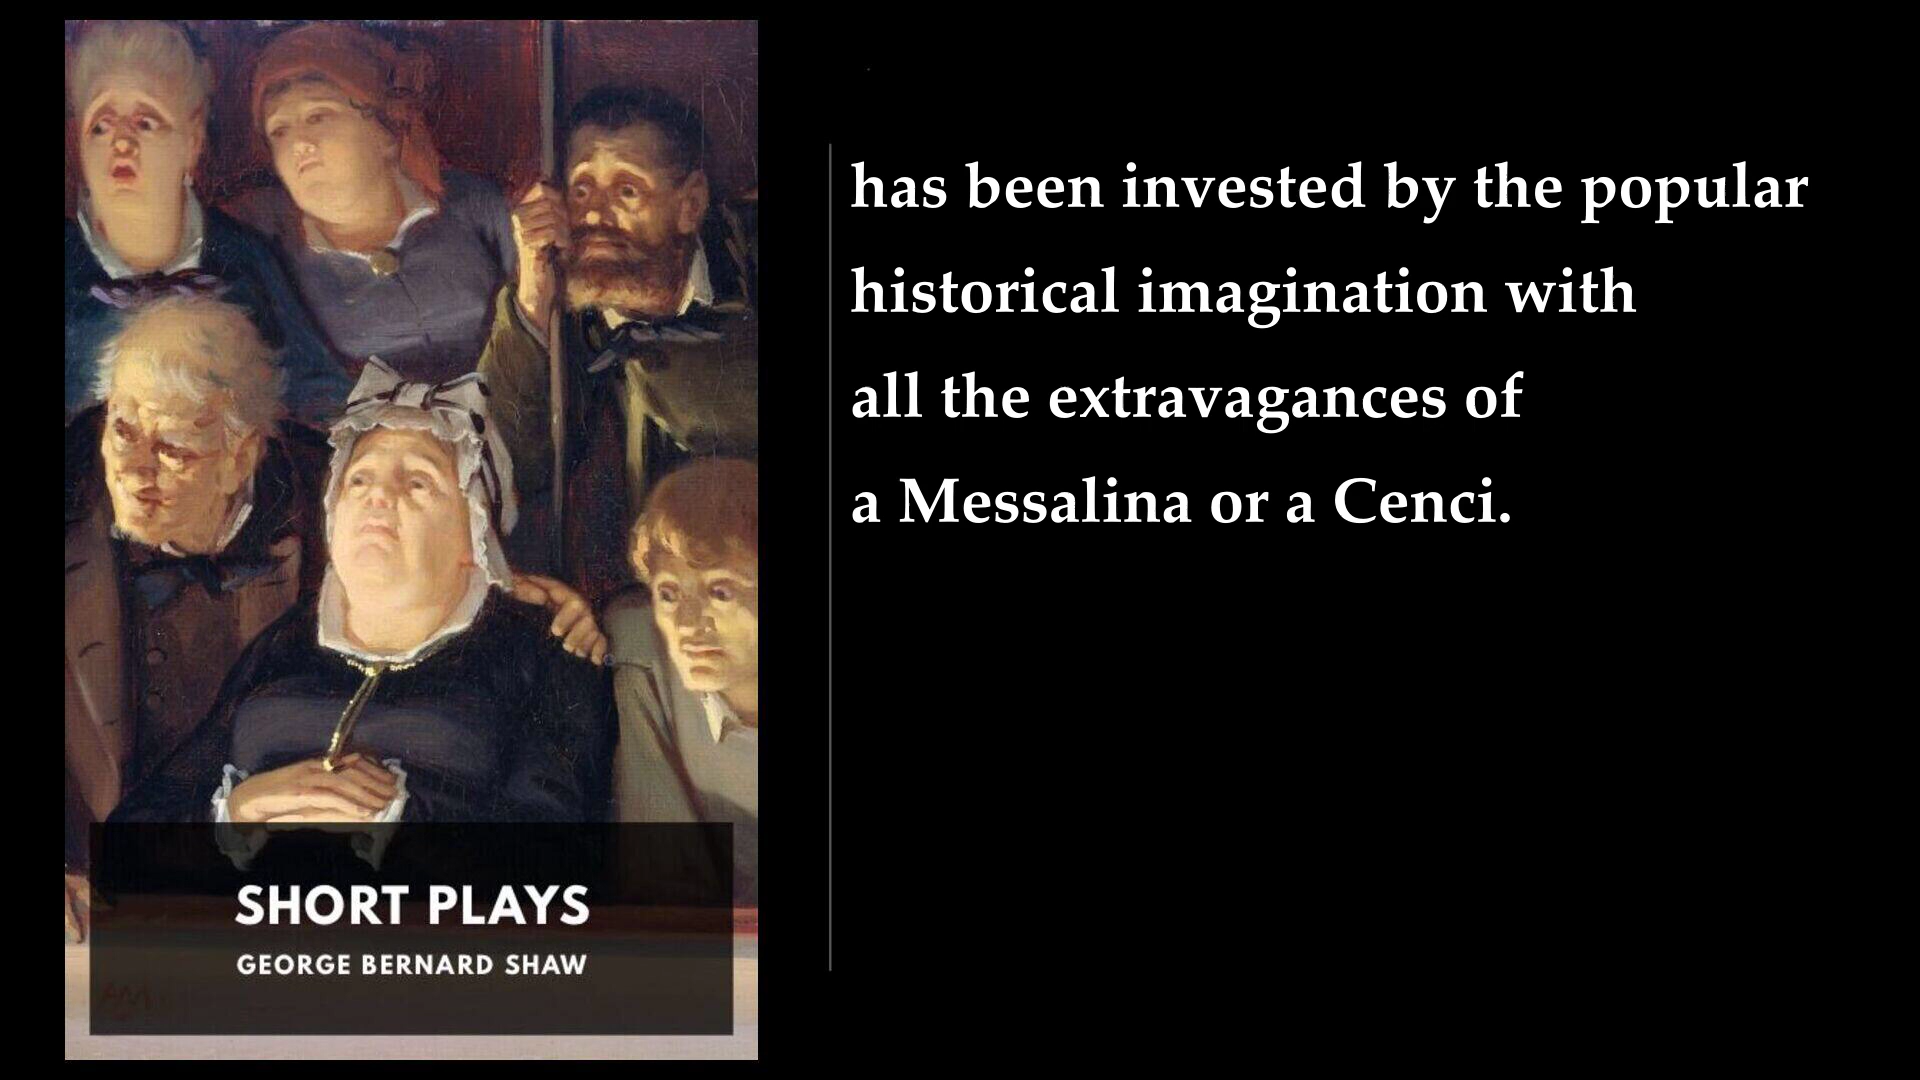 has been invested by the popular
historical imagination with
all the extravagances of
a Messalina or a Cenci.
SHORT PLAYS
GEORGE BERNARD SHAW